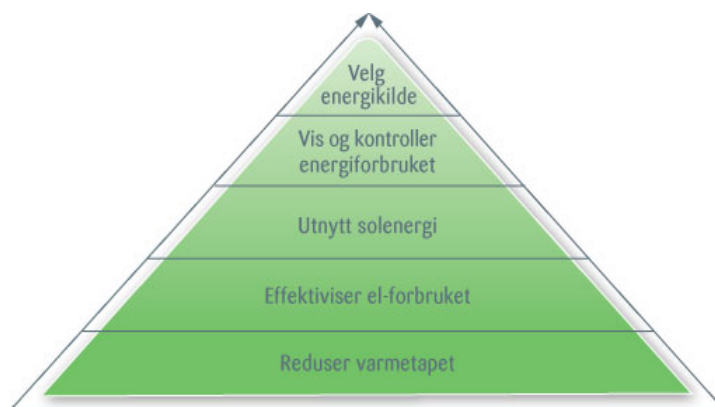 Velg
energikilde
Vis og kontroller
energiforbruket
Utnytt solenergi
Effektiviser el-forbruket
Reduser varmetapet